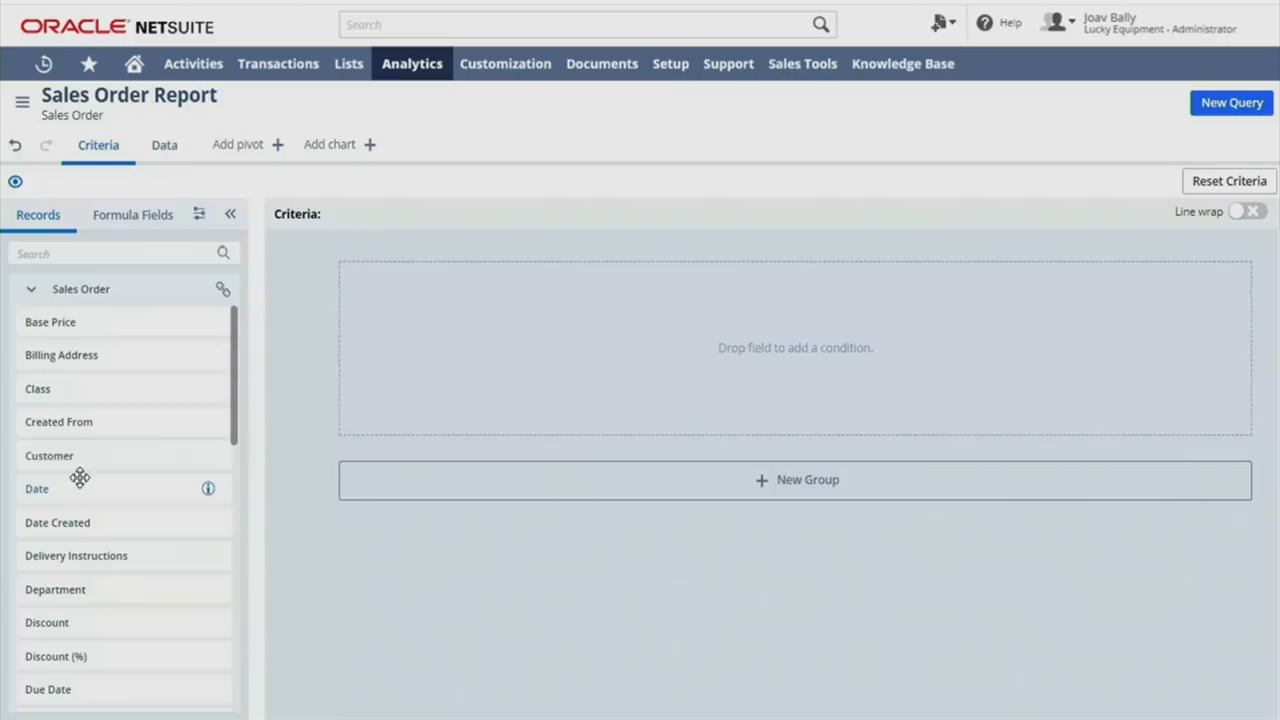 ORACLE NETSUITE
Search
Help
Joav Bally
Lucky Equipment - Administrator
Activities Transactions Lists Analytics Customization Documents Setup Support Sales Tools Knowledge Base
Sales Order Report
Sales Order
New Query
Criteria Data Add pivot + Add chart +
Reset Criteria
Records Formula Fields
Criteria:
Line wrap
Search
Sales Order
Base Price
Billing Address
Class
Created From
Customer
Date
Date Created
Delivery Instructions
Department
Discount
Discount (%)
Due Date
Drop field to add a condition.
+ New Group